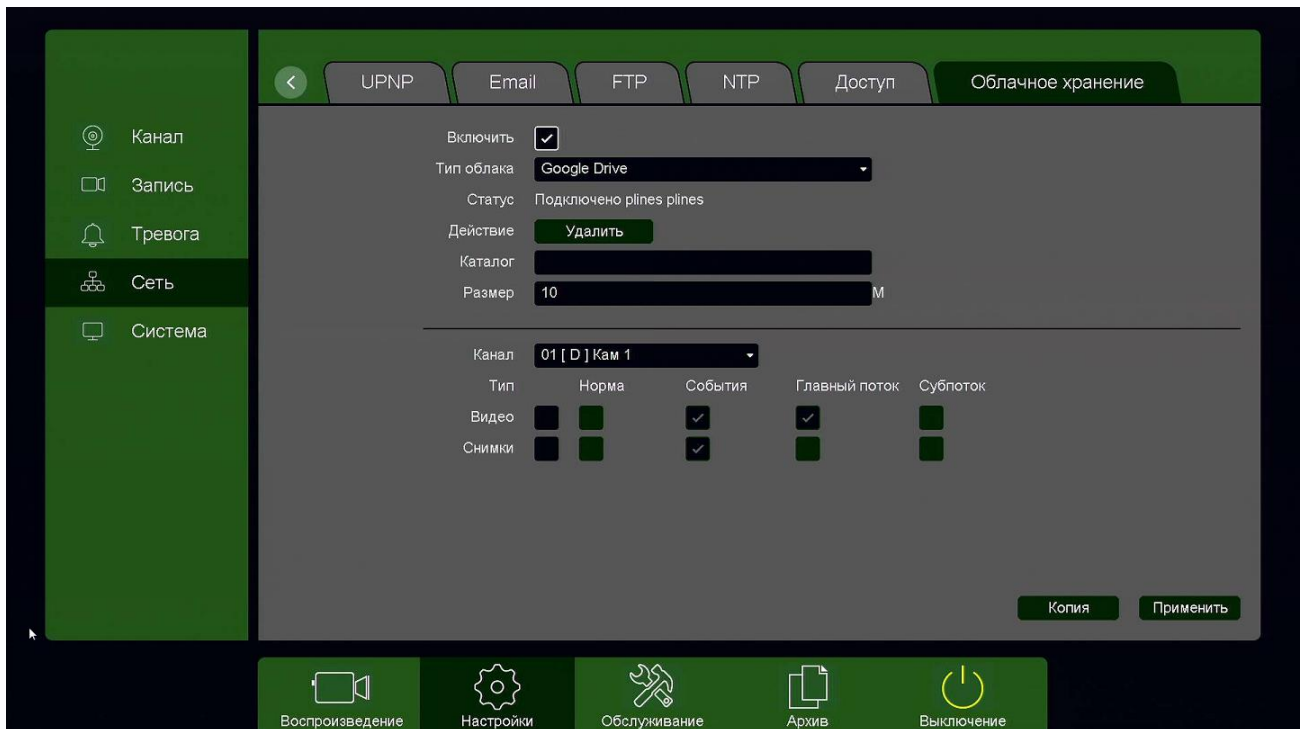 UPNP Email FTP NTP Доступ Облачное хранение
Канал
Запись
Тревога
Сеть
Система
Включить
Тип облака Google Drive
Статус Подключено plines plines
Действие Удалить
Каталог
Размер 10 М
Канал 01 [ D ] Кам 1
Тип Норма События Главный поток Субпоток
Видео
Снимки
Копия Применить
Воспроизведение Настройки Обслуживание Архив Выключение